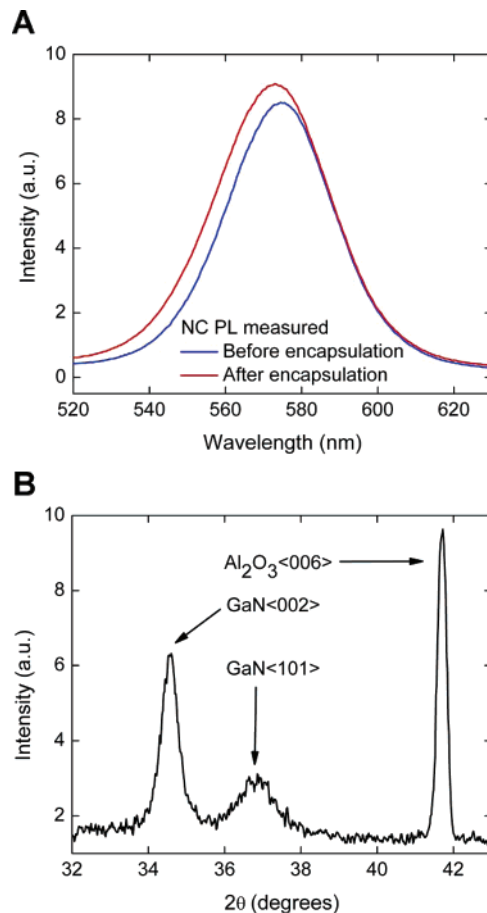 A
10
8
6
4
2
0
Intensity (a.u.)
NC PL measured
Before encapsulation
After encapsulation
520 540 560 580 600 620
Wavelength (nm)
B
10
8
6
4
2
Intensity (a.u.)
Al₂O₃<006>
GaN<002>
GaN<101>
32 34 36 38 40 42
2θ (degrees)